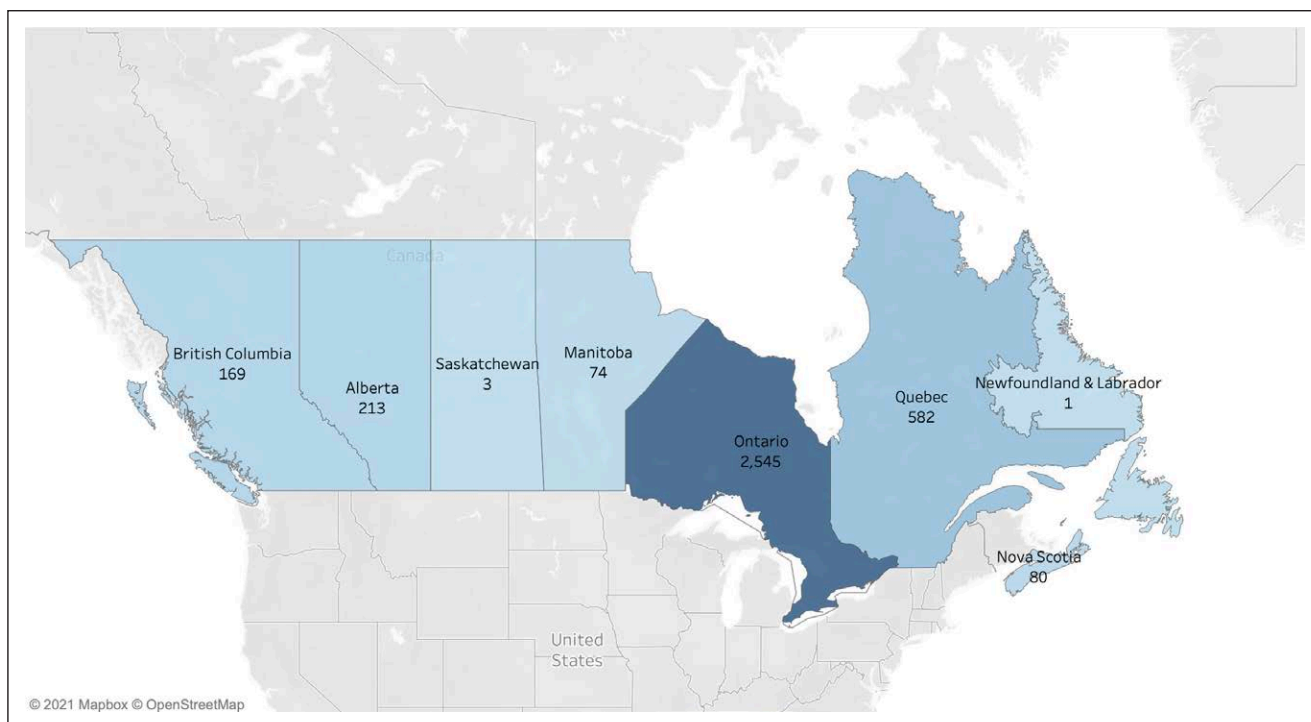 Canada
British Columbia
169
Alberta
213
Saskatchewan
3
Manitoba
74
Ontario
2,545
Quebec
582
Newfoundland & Labrador
1
Nova Scotia
80
United
States
© 2021 Mapbox © OpenStreetMap